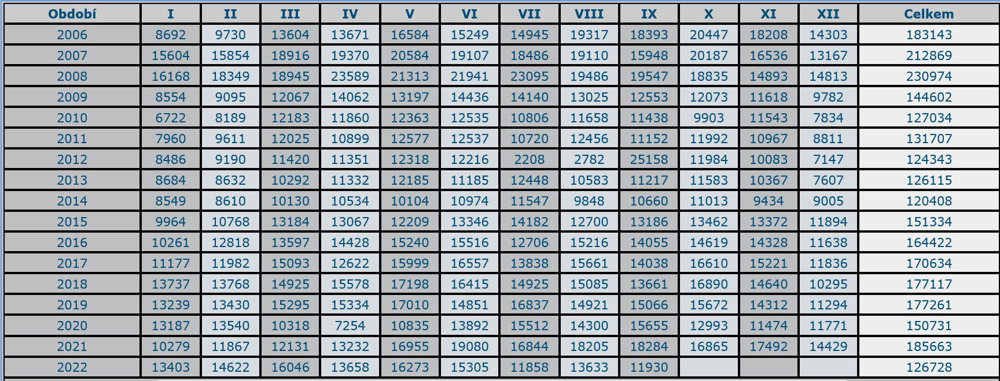 Období I II III IV V VI VII VIII IX X XI XII Celkem
2006 8692 9730 13604 13671 16584 15249 14945 19317 18393 20447 18208 14303 183143
2007 15604 15854 18916 19370 20584 19107 18486 19110 15948 20187 16536 13167 212869
2008 16168 18349 18945 23589 21313 21941 23095 19486 19547 18835 14893 14813 230974
2009 8554 9095 12067 14062 13197 14436 14140 13025 12553 12073 11618 9782 144602
2010 6722 8189 12183 11860 12363 12535 10806 11658 11438 9903 11543 7834 127034
2011 7960 9611 12025 10899 12577 12537 10720 12456 11152 11992 10967 8811 131707
2012 8486 9190 11420 11351 12318 12216 2208 2782 25158 11984 10083 7147 124343
2013 8684 8632 10292 11332 12185 11185 12448 10583 11217 11583 10367 7607 126115
2014 8549 8610 10130 10534 10104 10974 11547 9848 10660 11013 9434 9005 120408
2015 9964 10768 13184 13067 12209 13346 14182 12700 13186 13462 13372 11894 151334
2016 10261 12818 13597 14428 15240 15516 12706 15216 14055 14619 14328 11638 164422
2017 11177 11982 15093 12622 15999 16557 13838 15661 14038 16610 15221 11836 170634
2018 13737 13768 14925 15578 17198 16415 14925 15085 13661 16890 14640 10295 177117
2019 13239 13430 15295 15334 17010 14851 16837 14921 15066 15672 14312 11294 177261
2020 13187 13540 10318 7254 10835 13892 15512 14300 15655 12993 11474 11771 150731
2021 10279 11867 12131 13232 16955 19080 16844 18205 18284 16865 17492 14429 185663
2022 13403 14622 16046 13658 16273 15305 11858 13633 11930 126728